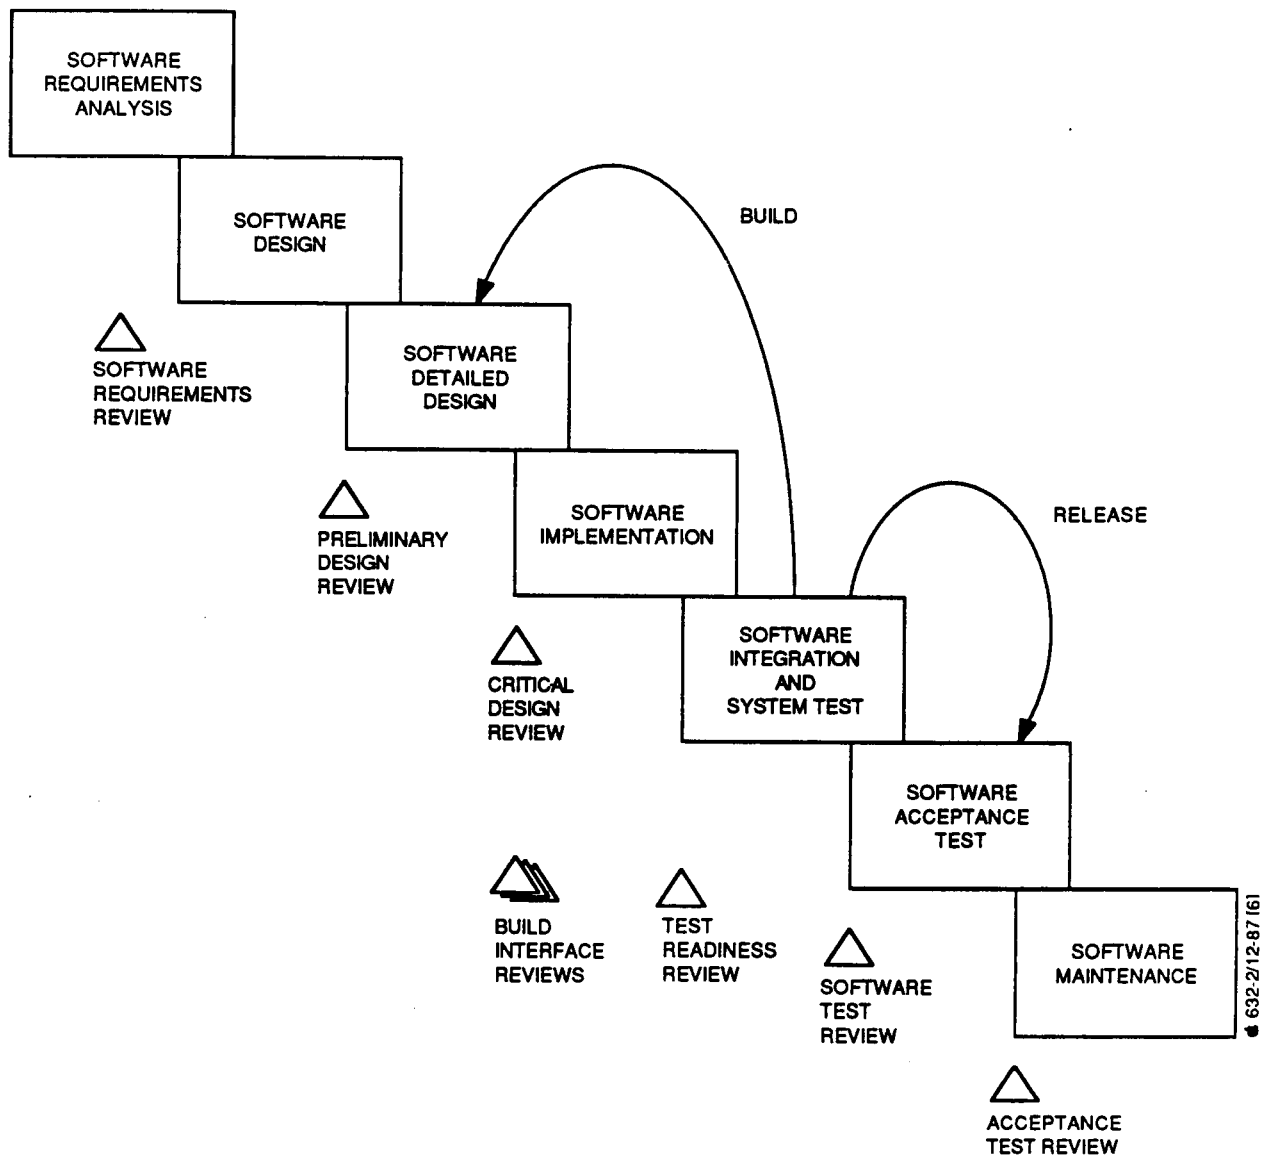 SOFTWARE
REQUIREMENTS
ANALYSIS
SOFTWARE
DESIGN
BUILD
SOFTWARE
REQUIREMENTS
REVIEW
SOFTWARE
DETAILED
DESIGN
PRELIMINARY
DESIGN
REVIEW
SOFTWARE
IMPLEMENTATION
RELEASE
CRITICAL
DESIGN
REVIEW
SOFTWARE
INTEGRATION
AND
SYSTEM TEST
SOFTWARE
ACCEPTANCE
TEST
BUILD
INTERFACE
REVIEWS
TEST
READINESS
REVIEW
SOFTWARE
TEST
REVIEW
SOFTWARE
MAINTENANCE
632-2/12-87 [6]
ACCEPTANCE
TEST REVIEW